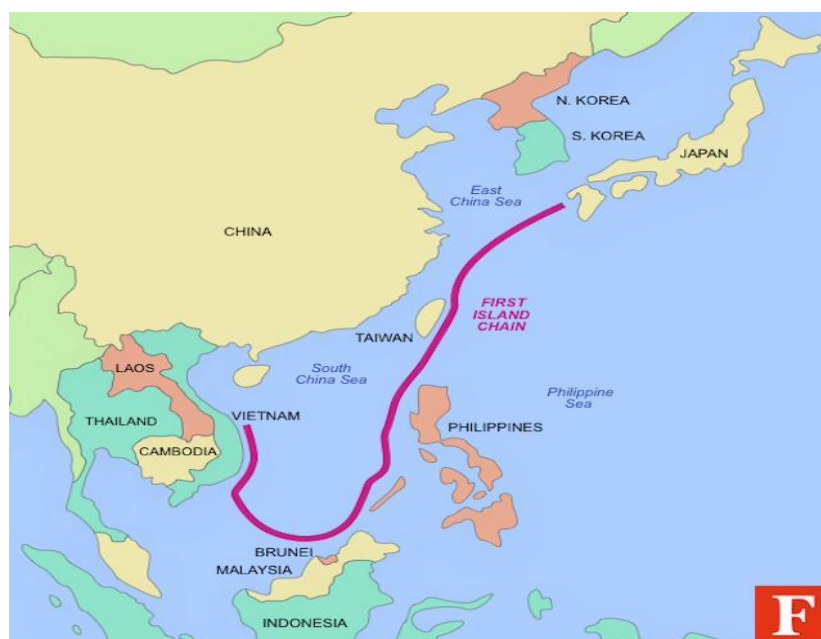 N. KOREA
S. KOREA
JAPAN
East
China Sea
CHINA
FIRST
ISLAND
CHAIN
TAIWAN
South
China Sea
LAOS
Philippine
Sea
THAILAND
VIETNAM
PHILIPPINES
CAMBODIA
BRUNEI
MALAYSIA
INDONESIA
F